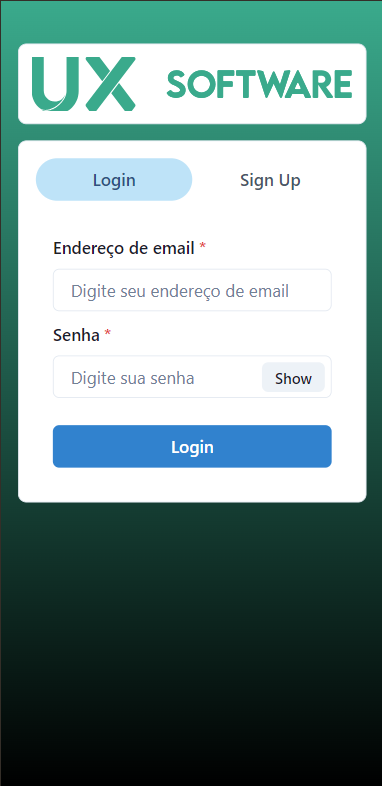 UX SOFTWARE
Login Sign Up
Endereço de email *
Digite seu endereço de email
Senha *
Digite sua senha Show
Login